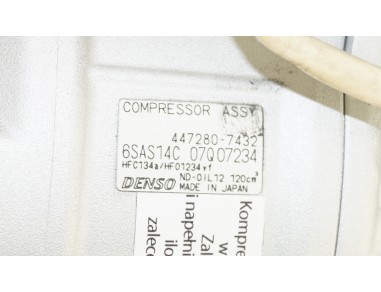 COMPRESSOR ASSY
447280-7432
6SAS14C 07Q07234
HFC134a/HFO1234yf
ND-OIL12 120cm³
DENSO MADE IN JAPAN
Kompre
w
Zal
i napełni
ilo
zalece